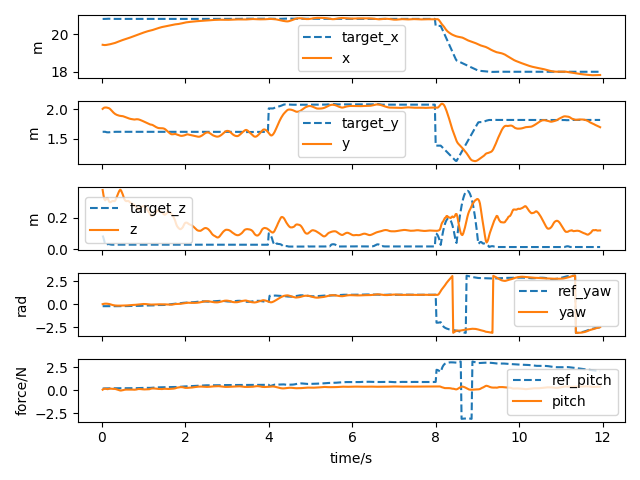 20
18
m
target_x
x
2.0
1.5
m
target_y
y
0.2
0.0
m
target_z
z
2.5
0.0
−2.5
rad
ref_yaw
yaw
2.5
0.0
−2.5
force/N
ref_pitch
pitch
0 2 4 6 8 10 12
time/s